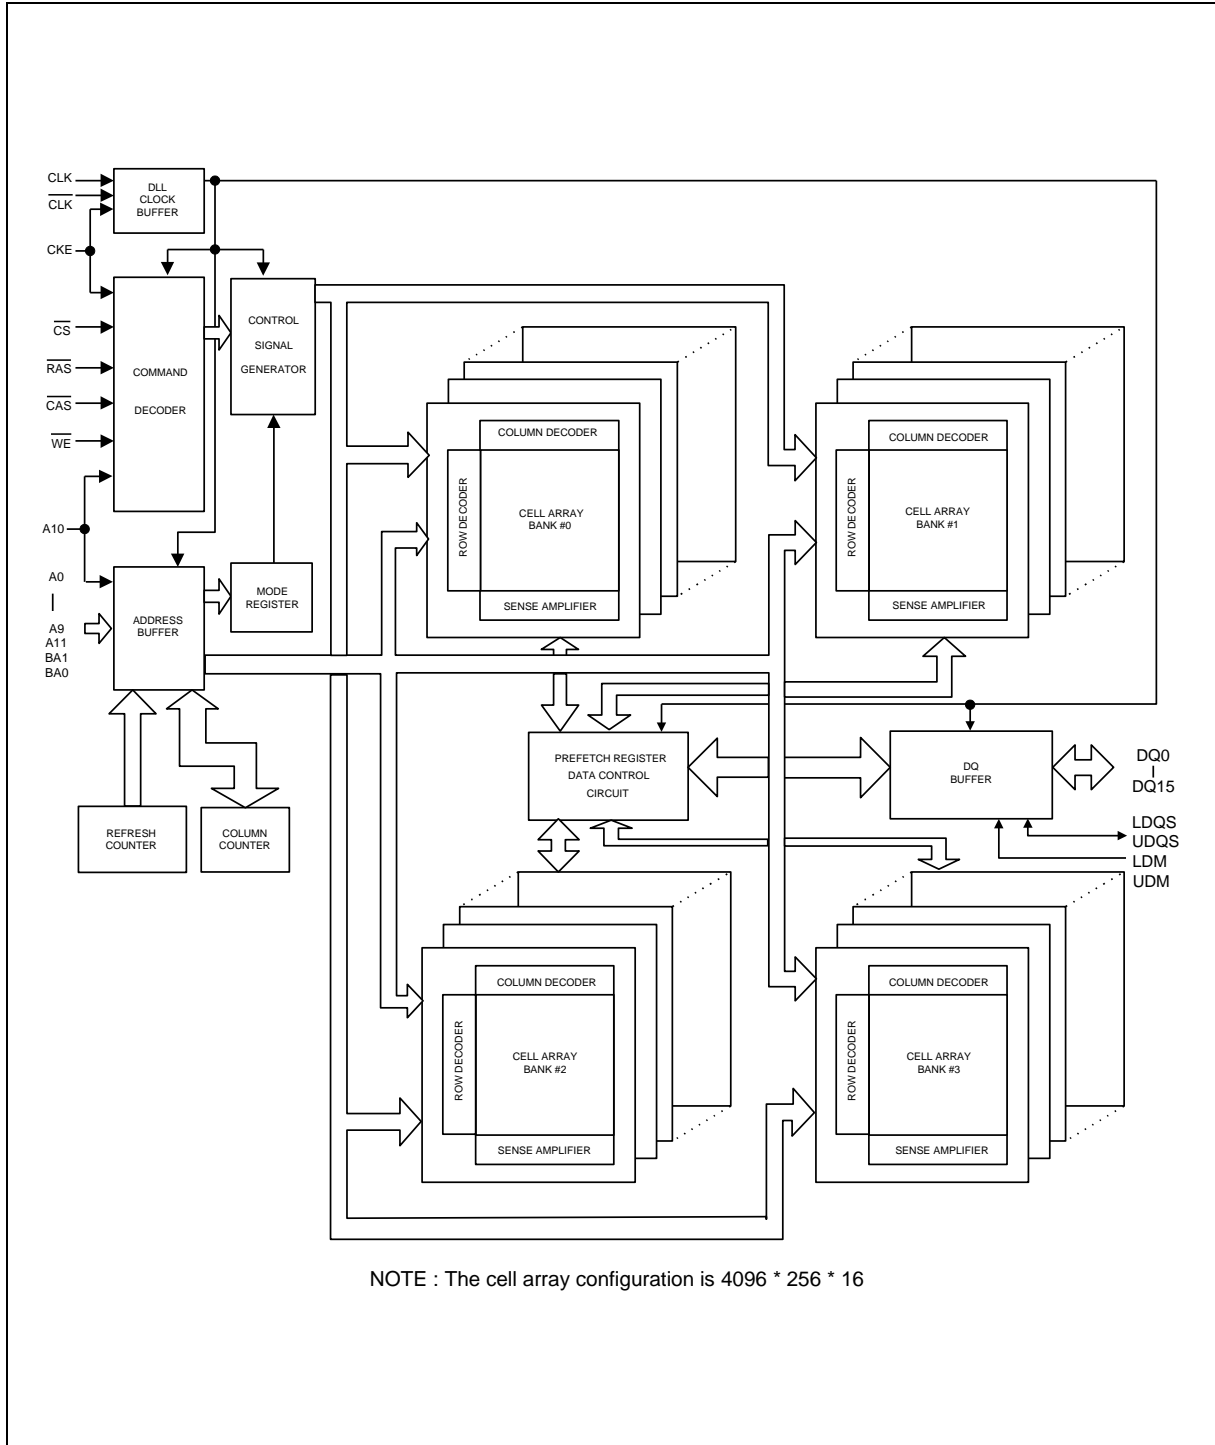 CLK
CLK
CKE
CS
RAS
CAS
WE
A10
A0
A9
A11
BA1
BA0
DLL
CLOCK
BUFFER
COMMAND
DECODER
CONTROL
SIGNAL
GENERATOR
ADDRESS
BUFFER
MODE
REGISTER
REFRESH
COUNTER
COLUMN
COUNTER
COLUMN DECODER
ROW DECODER
CELL ARRAY
BANK #0
SENSE AMPLIFIER
COLUMN DECODER
ROW DECODER
CELL ARRAY
BANK #1
SENSE AMPLIFIER
PREFETCH REGISTER
DATA CONTROL
CIRCUIT
DQ
BUFFER
DQ0
DQ15
LDQS
UDQS
LDM
UDM
COLUMN DECODER
ROW DECODER
CELL ARRAY
BANK #2
SENSE AMPLIFIER
COLUMN DECODER
ROW DECODER
CELL ARRAY
BANK #3
SENSE AMPLIFIER
NOTE : The cell array configuration is 4096 * 256 * 16